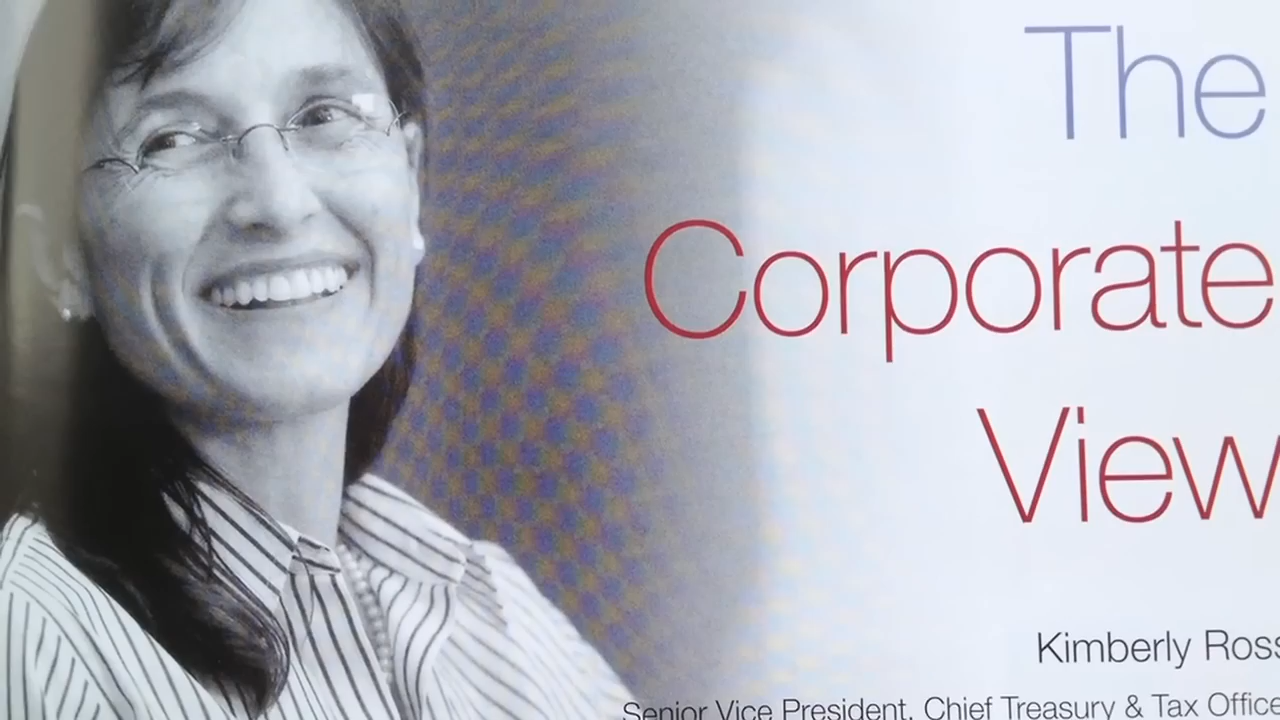 The
Corporate
View
Kimberly Ross
Senior Vice President, Chief Treasury & Tax Office